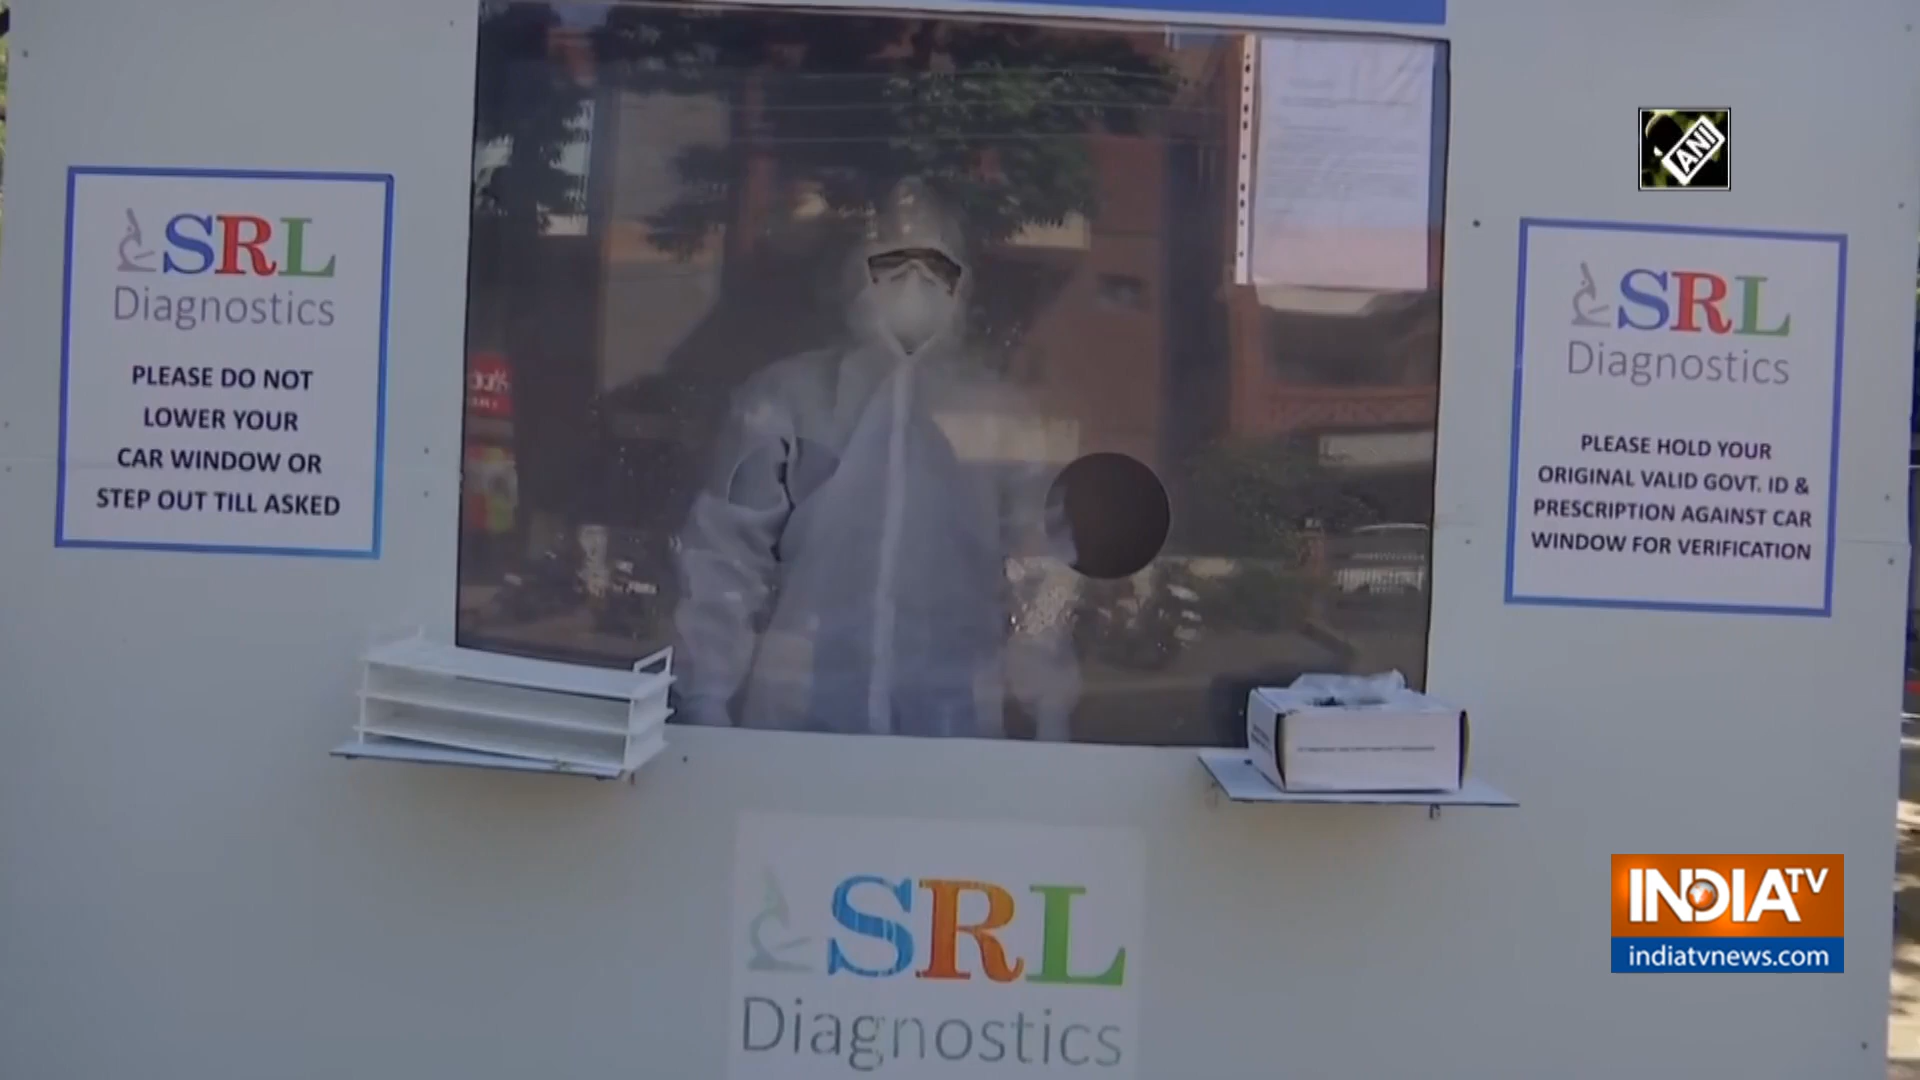 SRL
Diagnostics
PLEASE DO NOT
LOWER YOUR
CAR WINDOW OR
STEP OUT TILL ASKED
ANI
SRL
Diagnostics
PLEASE HOLD YOUR
ORIGINAL VALID GOVT. ID &
PRESCRIPTION AGAINST CAR
WINDOW FOR VERIFICATION
SRL
Diagnostics
INDIA TV
indiatvnews.com